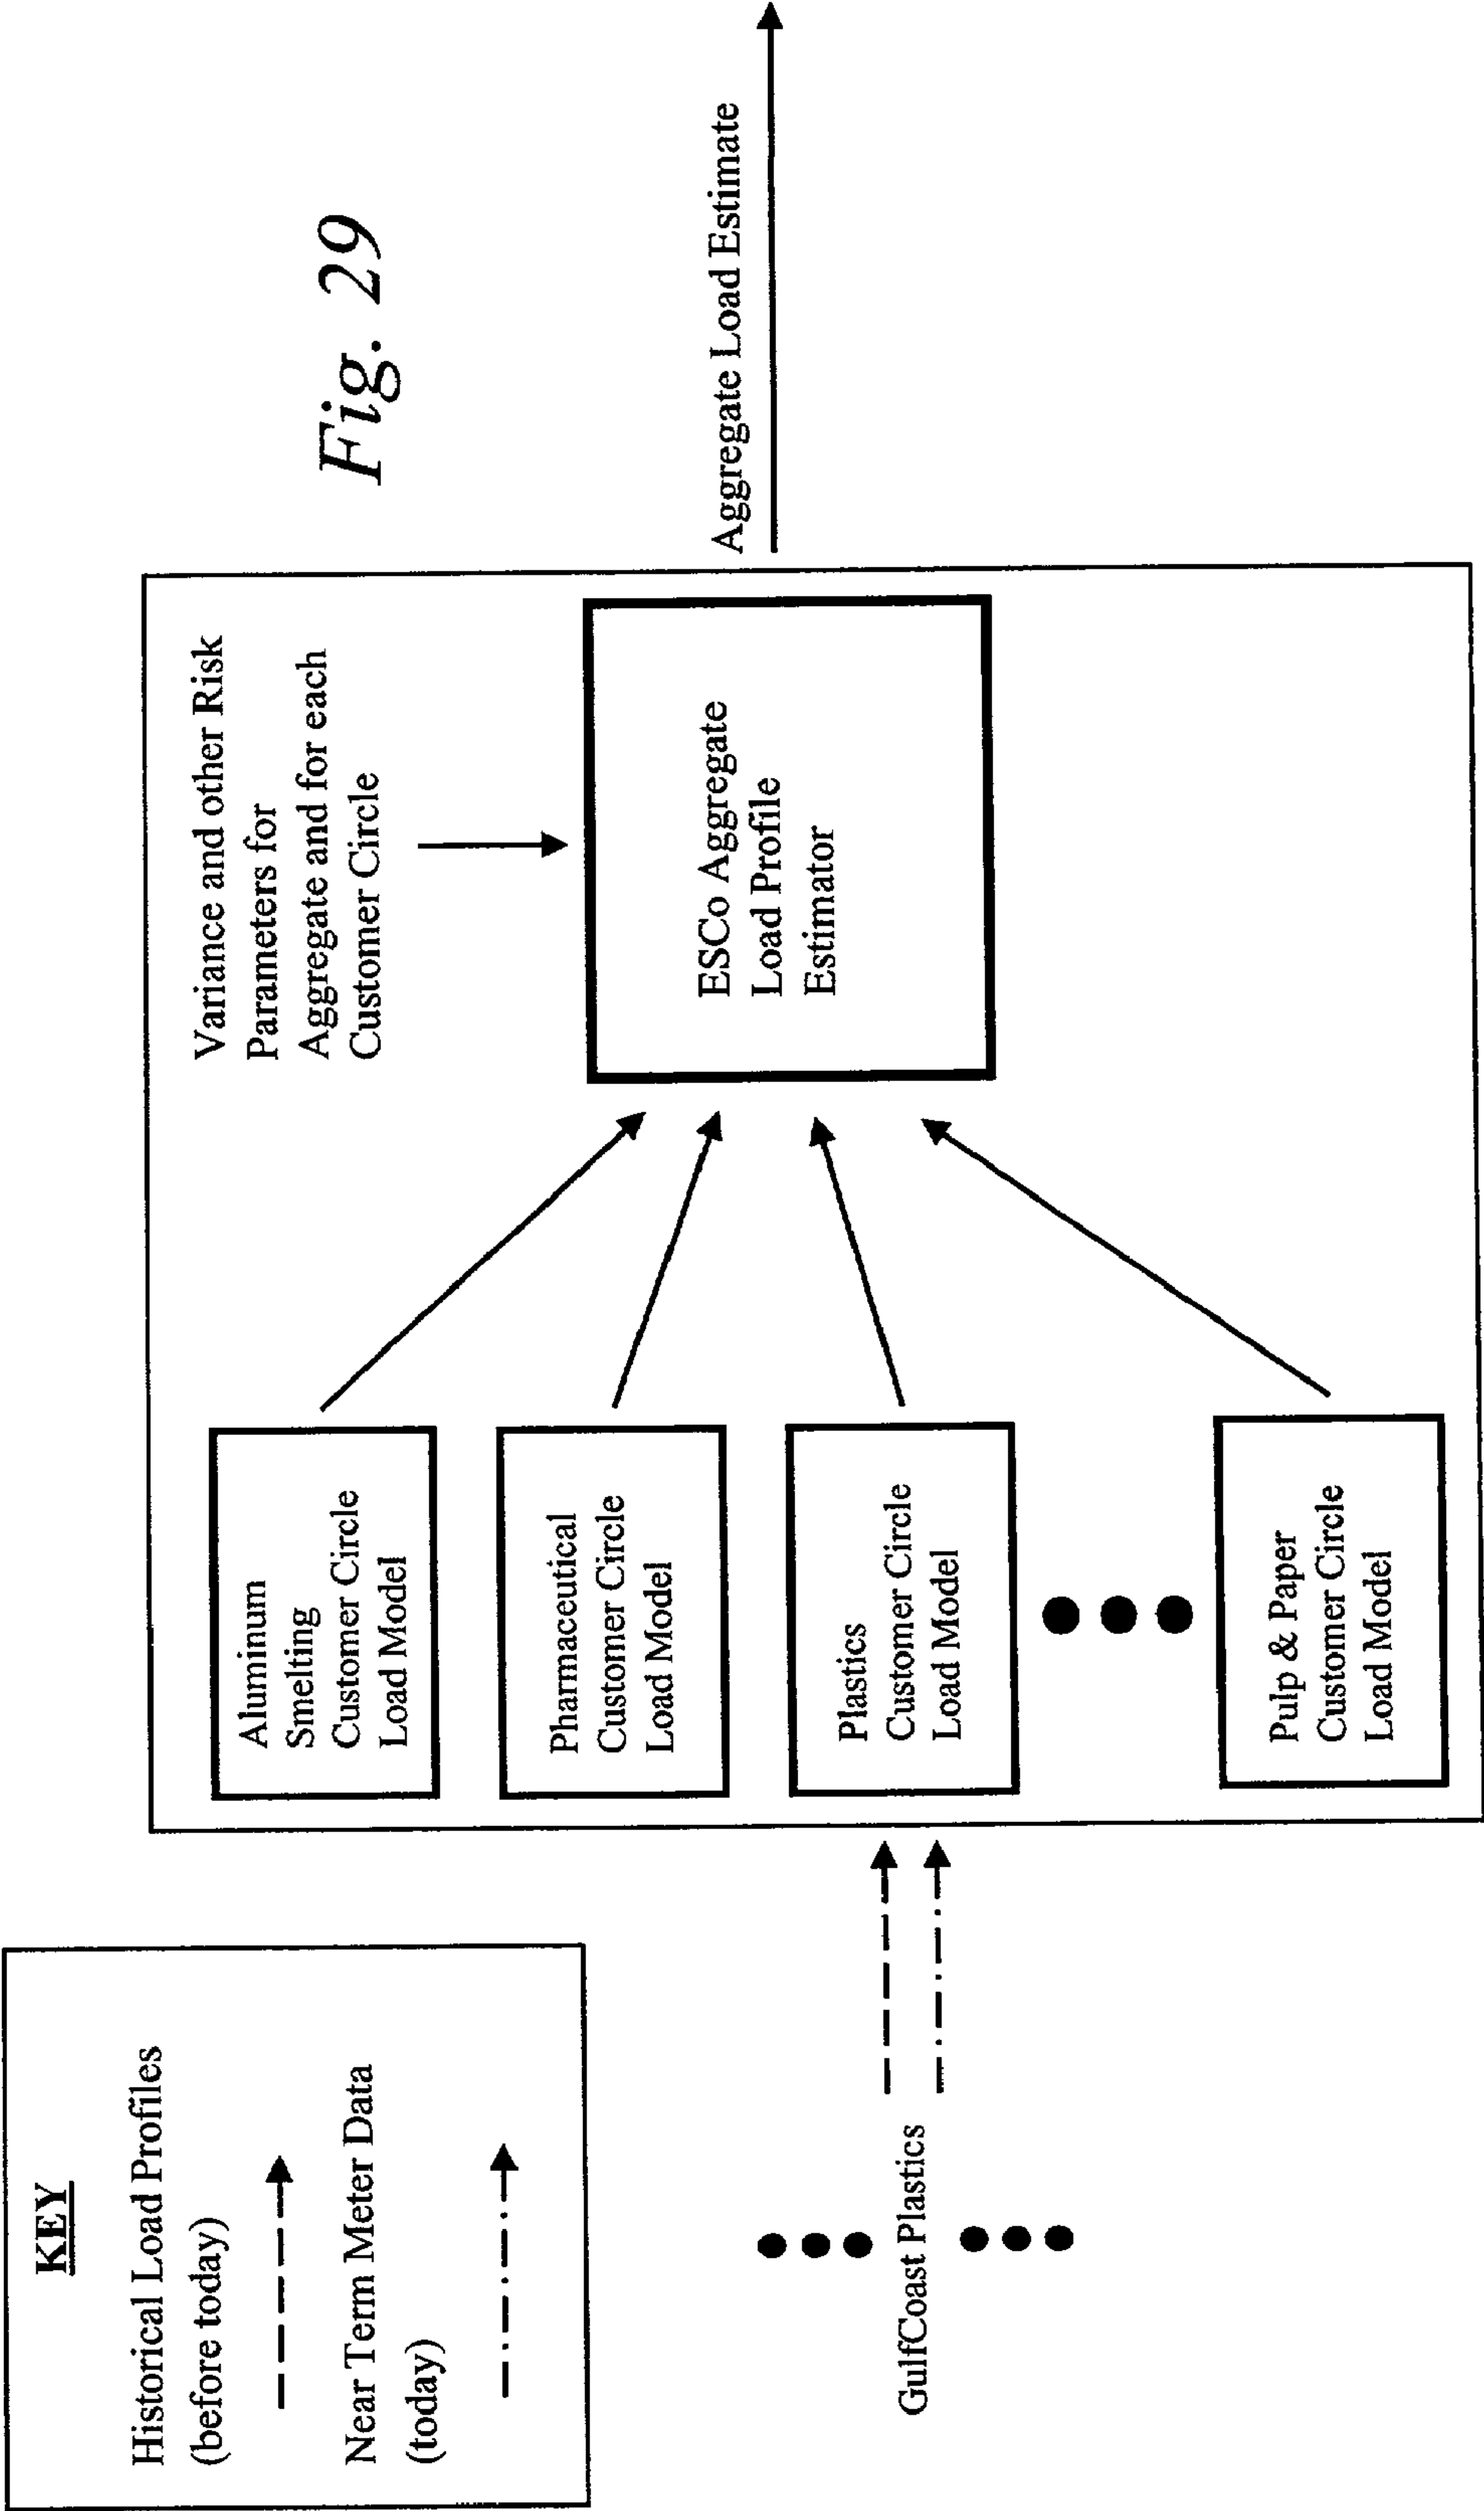 KEY
Historical Load Profiles
(before today)
Near Term Meter Data
(today)
GulfCoast Plastics
Aluminum
Smelting
Customer Circle
Load Model
Pharmaceutical
Customer Circle
Load Model
Plastics
Customer Circle
Load Model
Pulp & Paper
Customer Circle
Load Model
Variance and other Risk
Parameters for
Aggregate and for each
Customer Circle
ESCo Aggregate
Load Profile
Estimator
Fig. 29
Aggregate Load Estimate